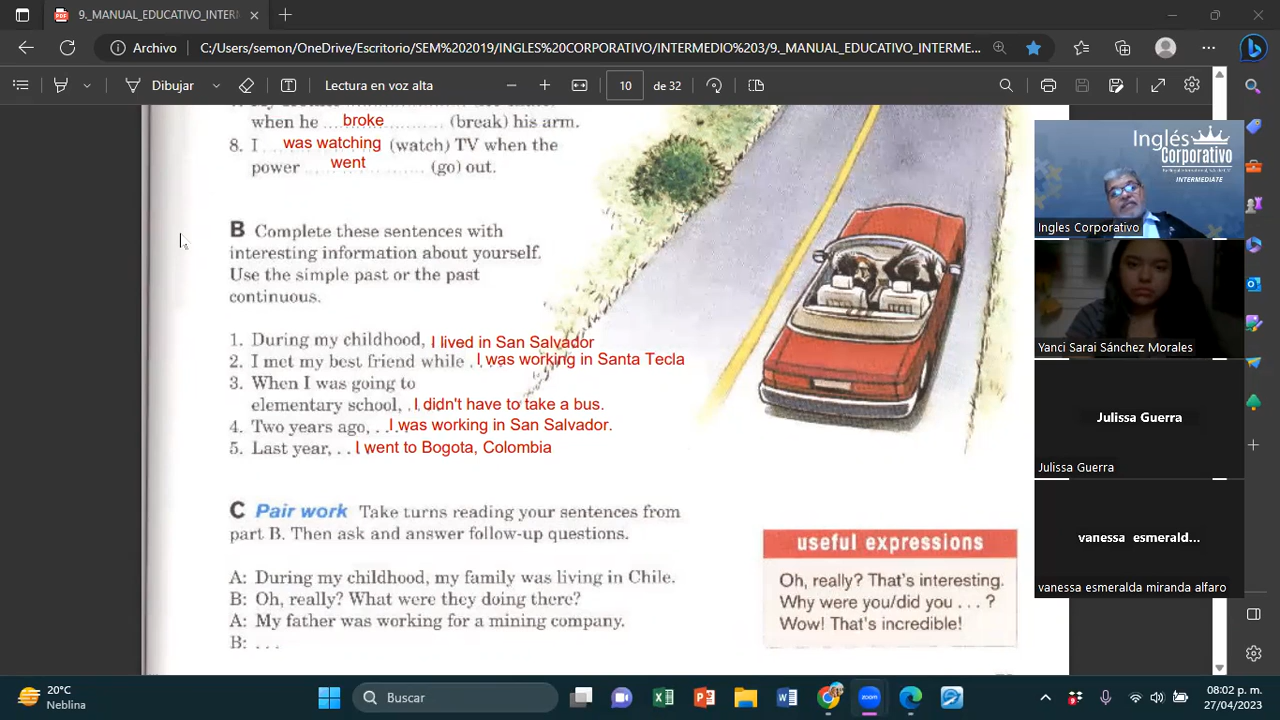 9._MANUAL_EDUCATIVO_INTERM
Archivo
C:/Users/semon/OneDrive/Escritorio/SEM%202019/INGLES%20CORPORATIVO/INTERMEDIO%203/9._MANUAL_EDUCATIVO_INTERME...
Dibujar
Lectura en voz alta
10
de 32
when he broke (break) his arm.
8. I was watching (watch) TV when the
power went (go) out.
B Complete these sentences with
interesting information about yourself.
Use the simple past or the past
continuous.
1. During my childhood, I lived in San Salvador
2. I met my best friend while . . I was working in Santa Tecla
3. When I was going to
elementary school, . . I didn't have to take a bus.
4. Two years ago, . . I was working in San Salvador.
5. Last year, . . I went to Bogota, Colombia
C Pair work Take turns reading your sentences from
part B. Then ask and answer follow-up questions.
A: During my childhood, my family was living in Chile.
B: Oh, really? What were they doing there?
A: My father was working for a mining company.
B: . . .
useful expressions
Oh, really? That's interesting.
Why were you/did you . . . ?
Wow! That's incredible!
Inglés
Corporativo
INTERMEDIATE
Ingles Corporativo
Yanci Sarai Sánchez Morales
Julissa Guerra
Julissa Guerra
vanessa esmerald...
vanessa esmeralda miranda alfaro
20°C
Neblina
Buscar
08:02 p. m.
27/04/2023